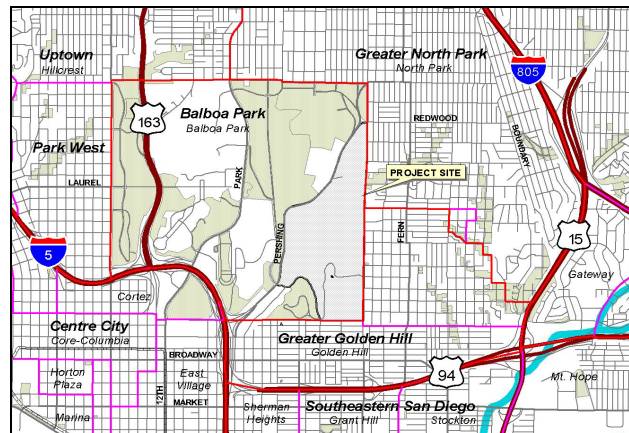 Uptown
Hillcrest
Greater North Park
North Park
805
163
Balboa Park
Balboa Park
REDWOOD
BOUNDARY
Park West
LAUREL
PARK
PROJECT SITE
PERSHING
FERN
15
5
Gateway
Cortez
Centre City
Core-Columbia
Greater Golden Hill
Golden Hill
BROADWAY
Horton
Plaza
East
Village
94
Mt. Hope
12TH
MARKET
Marina
Sherman
Heights
Southeastern San Diego
Grant Hill
Stockton